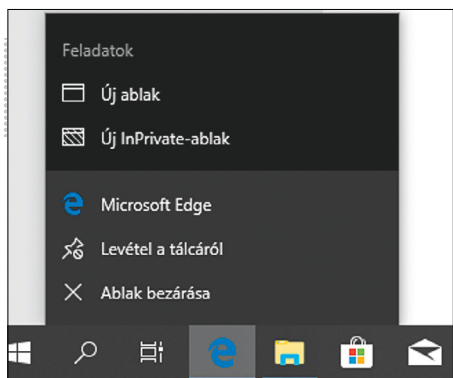 Feladatok
Új ablak
Új InPrivate-ablak
Microsoft Edge
Levétel a tálcáról
Ablak bezárása